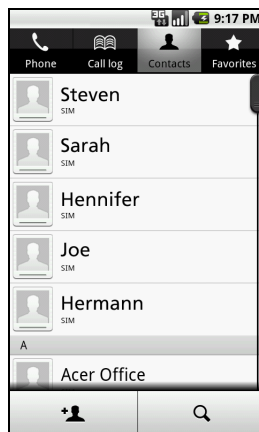 3G 9:17 PM
Phone Call log Contacts Favorites
Steven
SIM
Sarah
SIM
Hennifer
SIM
Joe
SIM
Hermann
SIM
A
Acer Office